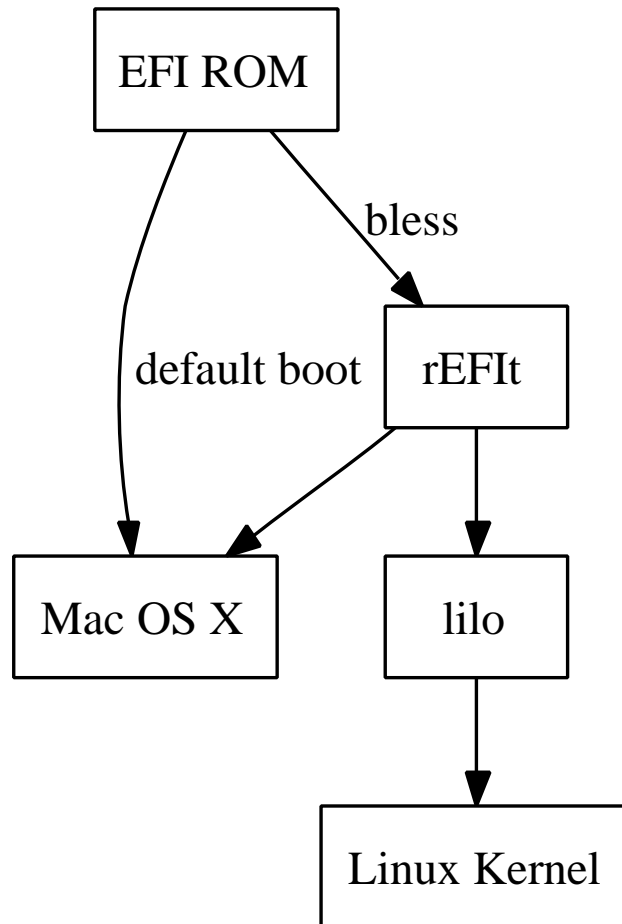 EFI ROM
bless
default boot
rEFIt
Mac OS X
lilo
Linux Kernel